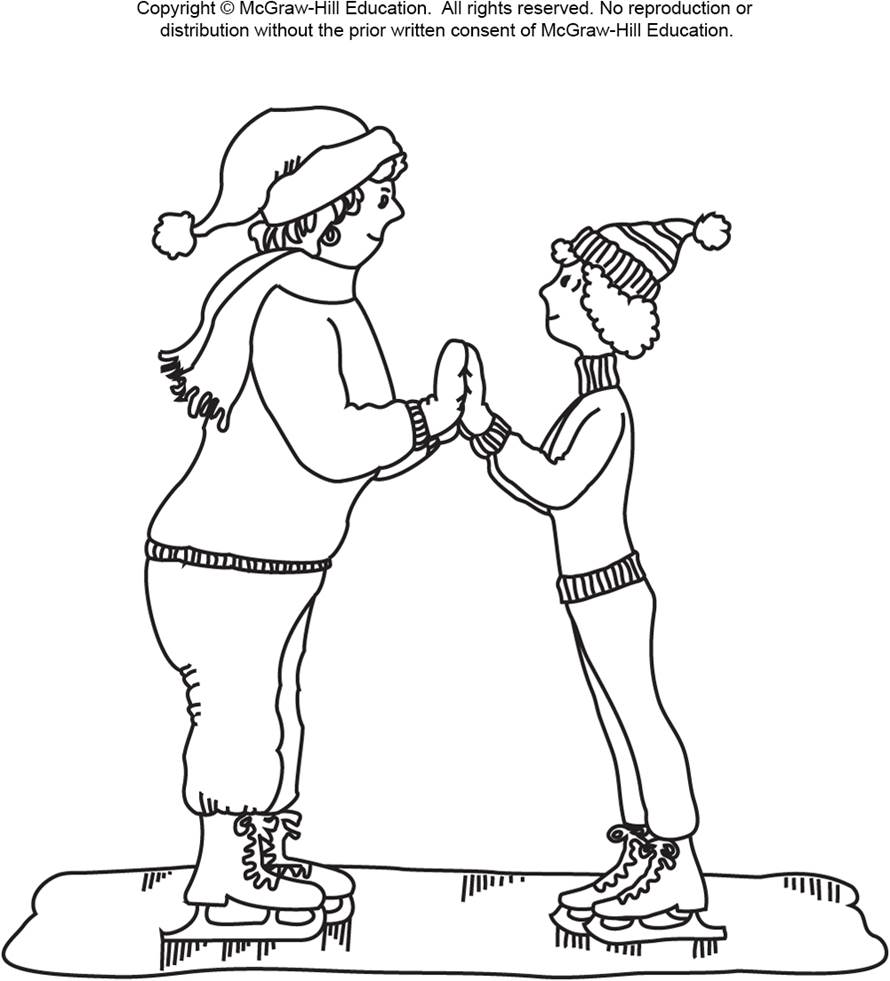 Copyright © McGraw-Hill Education.  All rights reserved. No reproduction or
distribution without the prior written consent of McGraw-Hill Education.